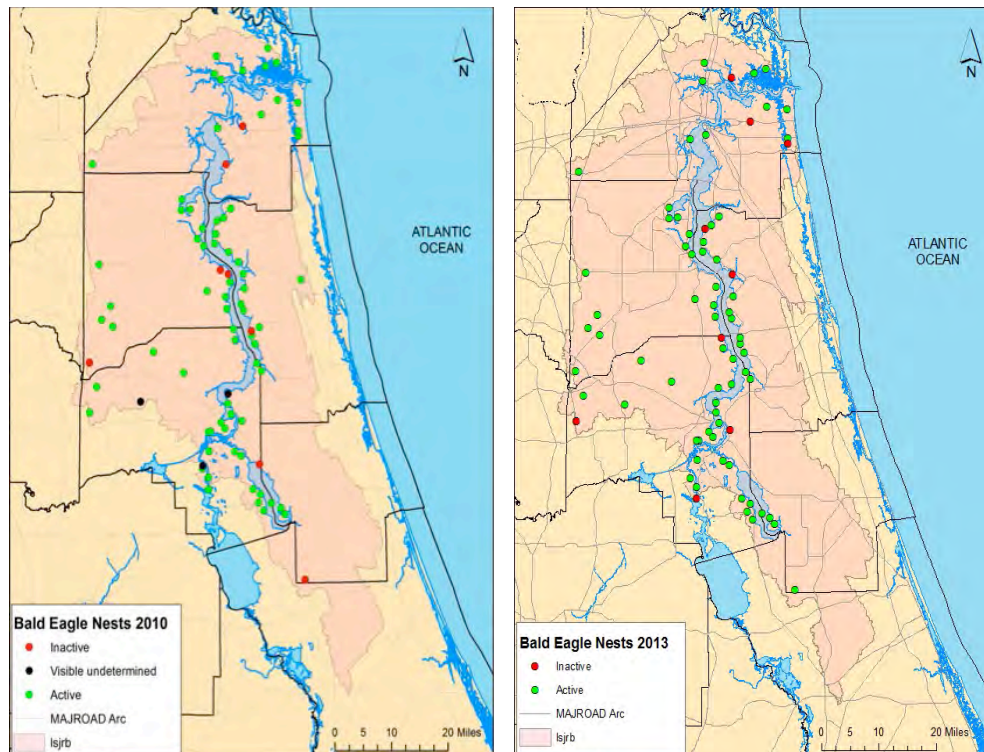 N
ATLANTIC
OCEAN
Bald Eagle Nests 2010
Inactive
Visible undetermined
Active
MAJROAD Arc
lsjrb
0 5 10 20 Miles
N
ATLANTIC
OCEAN
Bald Eagle Nests 2013
Inactive
Active
MAJROAD Arc
lsjrb
0 5 10 20 Miles